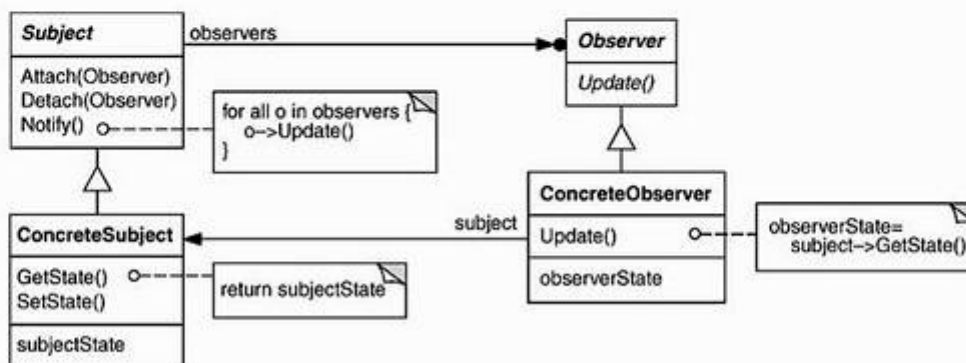 Subject
observers
Observer
Attach(Observer)
Detach(Observer)
Notify()
for all o in observers {
o->Update()
}
Update()
ConcreteSubject
subject
ConcreteObserver
GetState()
SetState()
return subjectState
Update()
observerState=
subject->GetState()
subjectState
observerState